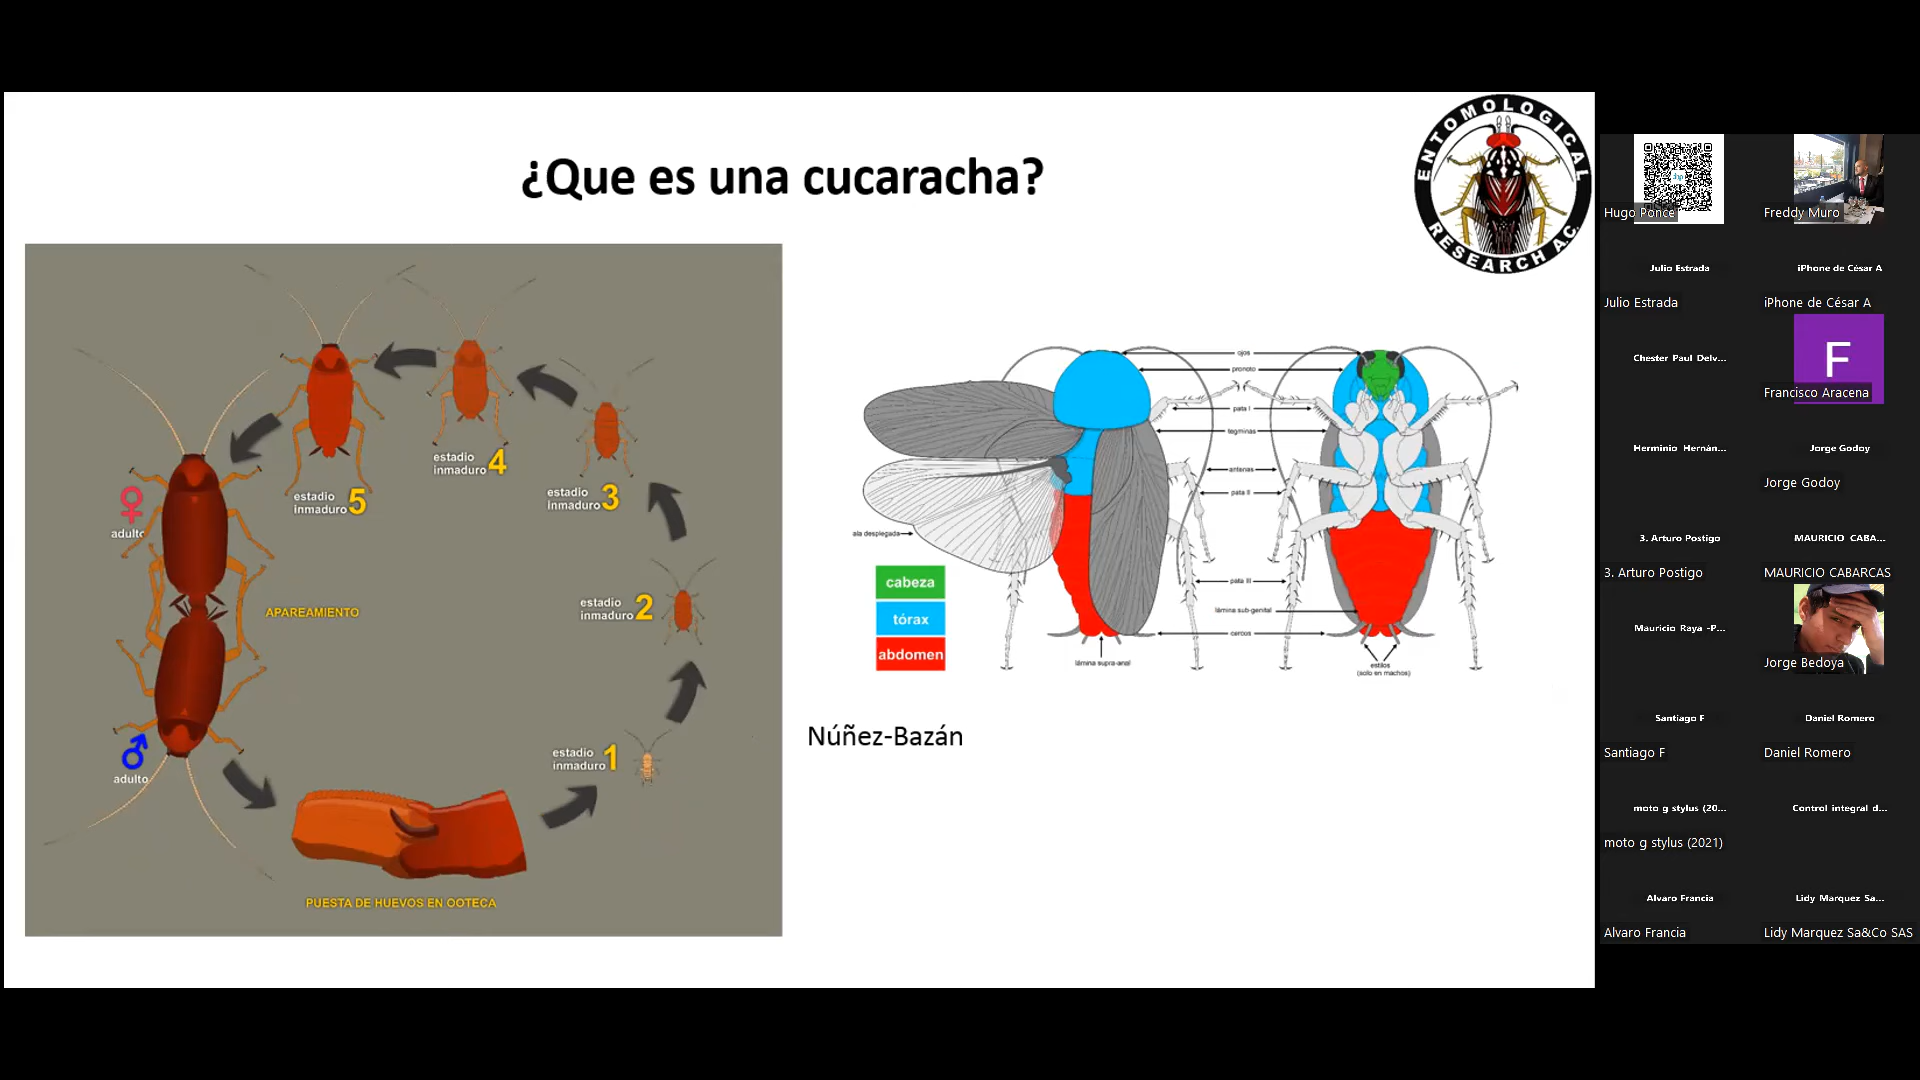 ¿Que es una cucaracha?
ENTOMOLOGICAL
RESEARCH A.C.
estadio
inmaduro 5
estadio
inmaduro 4
estadio
inmaduro 3
estadio
inmaduro 2
estadio
inmaduro 1
♀
adulto
APAREAMIENTO
♂
adulto
PUESTA DE HUEVOS EN OOTECA
ojos
pronoto
pata I
tegminas
antenas
pata II
ala desplegada
pata III
lámina sub-genital
cercos
lámina supra-anal
estilos
(solo en machos)
cabeza
tórax
abdomen
Núñez-Bazán
Hugo Ponce
Freddy Muro
Julio Estrada
Julio Estrada
iPhone de César A
iPhone de César A
Chester Paul Delv...
F
Francisco Aracena
Herminio Hernán...
Jorge Godoy
Jorge Godoy
3. Arturo Postigo
3. Arturo Postigo
MAURICIO CABA...
MAURICIO CABARCAS
Mauricio Raya -P...
Jorge Bedoya
Santiago F
Santiago F
Daniel Romero
Daniel Romero
moto g stylus (20...
moto g stylus (2021)
Control integral d...
Alvaro Francia
Alvaro Francia
Lidy Marquez Sa...
Lidy Marquez Sa&Co SAS